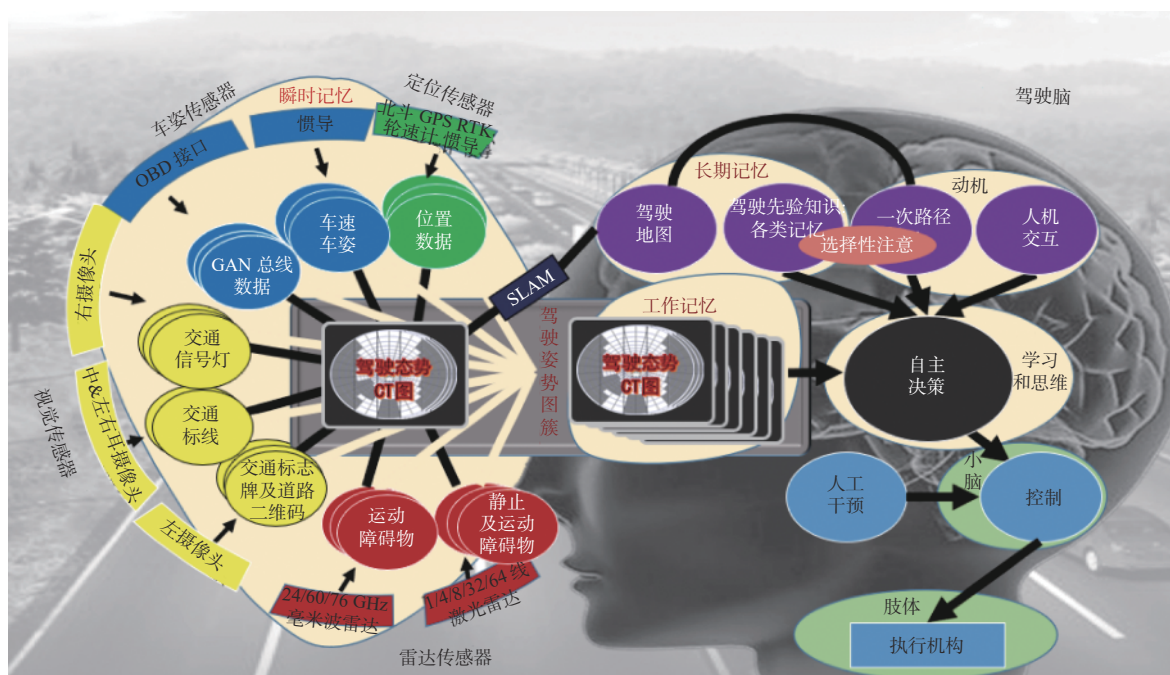 驾驶脑
车姿传感器
瞬时记忆
定位传感器
OBD 接口
惯导
北斗 GPS RTK
轮速计 惯导
右摄像头
中&左右耳摄像头
左摄像头
视觉传感器
GAN 总线
数据
车速
车姿
位置
数据
交通
信号灯
交通
标线
交通标志
牌及道路
二维码
运动
障碍物
静止
及运动
障碍物
24/60/76 GHz
毫米波雷达
1/4/8/32/64 线
激光雷达
雷达传感器
驾驶态势
CT图
SLAM
驾驶姿势图簇
工作记忆
驾驶态势
CT图
长期记忆
驾驶
地图
驾驶先验知识
各类记忆
动机
一次路径
选择性注意
人机
交互
自主
决策
学习
和思维
人工
干预
小脑
控制
肢体
执行机构